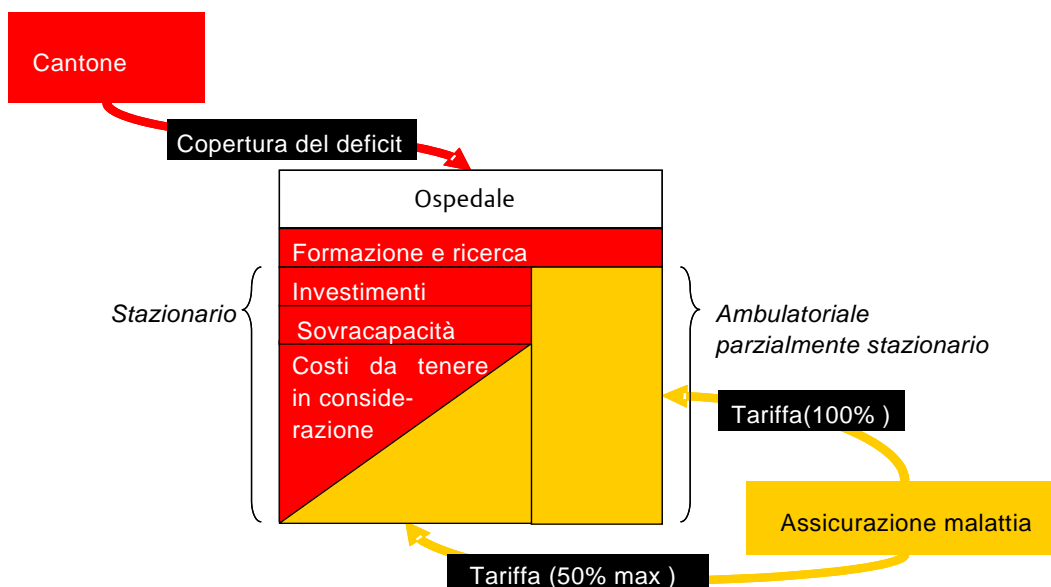 Cantone
Copertura del deficit
Ospedale
Formazione e ricerca
Investimenti
Stazionario
Sovracapacità
Ambulatoriale
parzialmente stazionario
Costi da tenere
in conside-
razione
Tariffa(100% )
Assicurazione malattia
Tariffa (50% max )